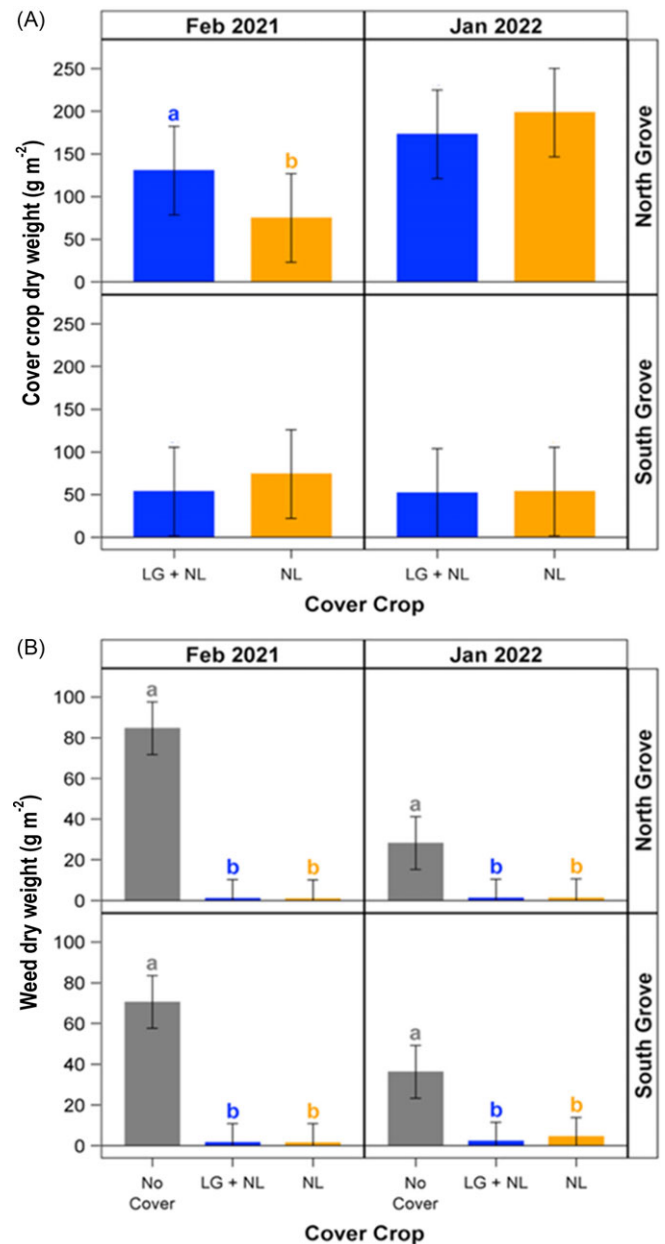 (A)
Feb 2021 Jan 2022
Cover crop dry weight (g m-2)
250
200
150
100
50
0
a
b
North Grove
250
200
150
100
50
0
South Grove
LG + NL NL LG + NL NL
Cover Crop
(B)
Feb 2021 Jan 2022
Weed dry weight (g m-2)
100
80
60
40
20
0
a
b b
a
b b
North Grove
100
80
60
40
20
0
a
b b
a
b b
South Grove
No Cover LG + NL NL No Cover LG + NL NL
Cover Crop